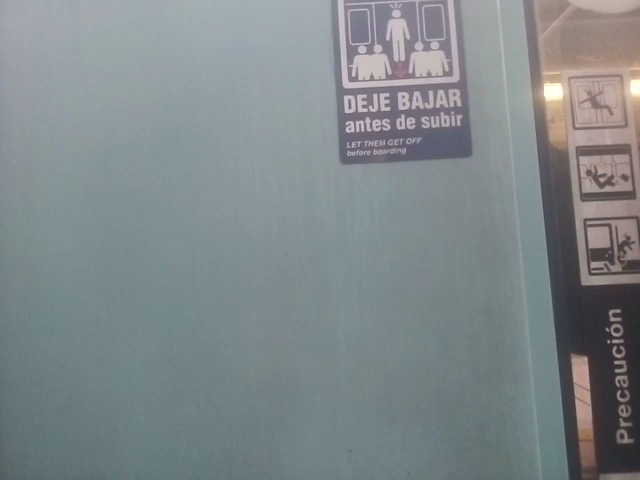 DEJE BAJAR
antes de subir
LET THEM GET OFF
before boarding
Precaución